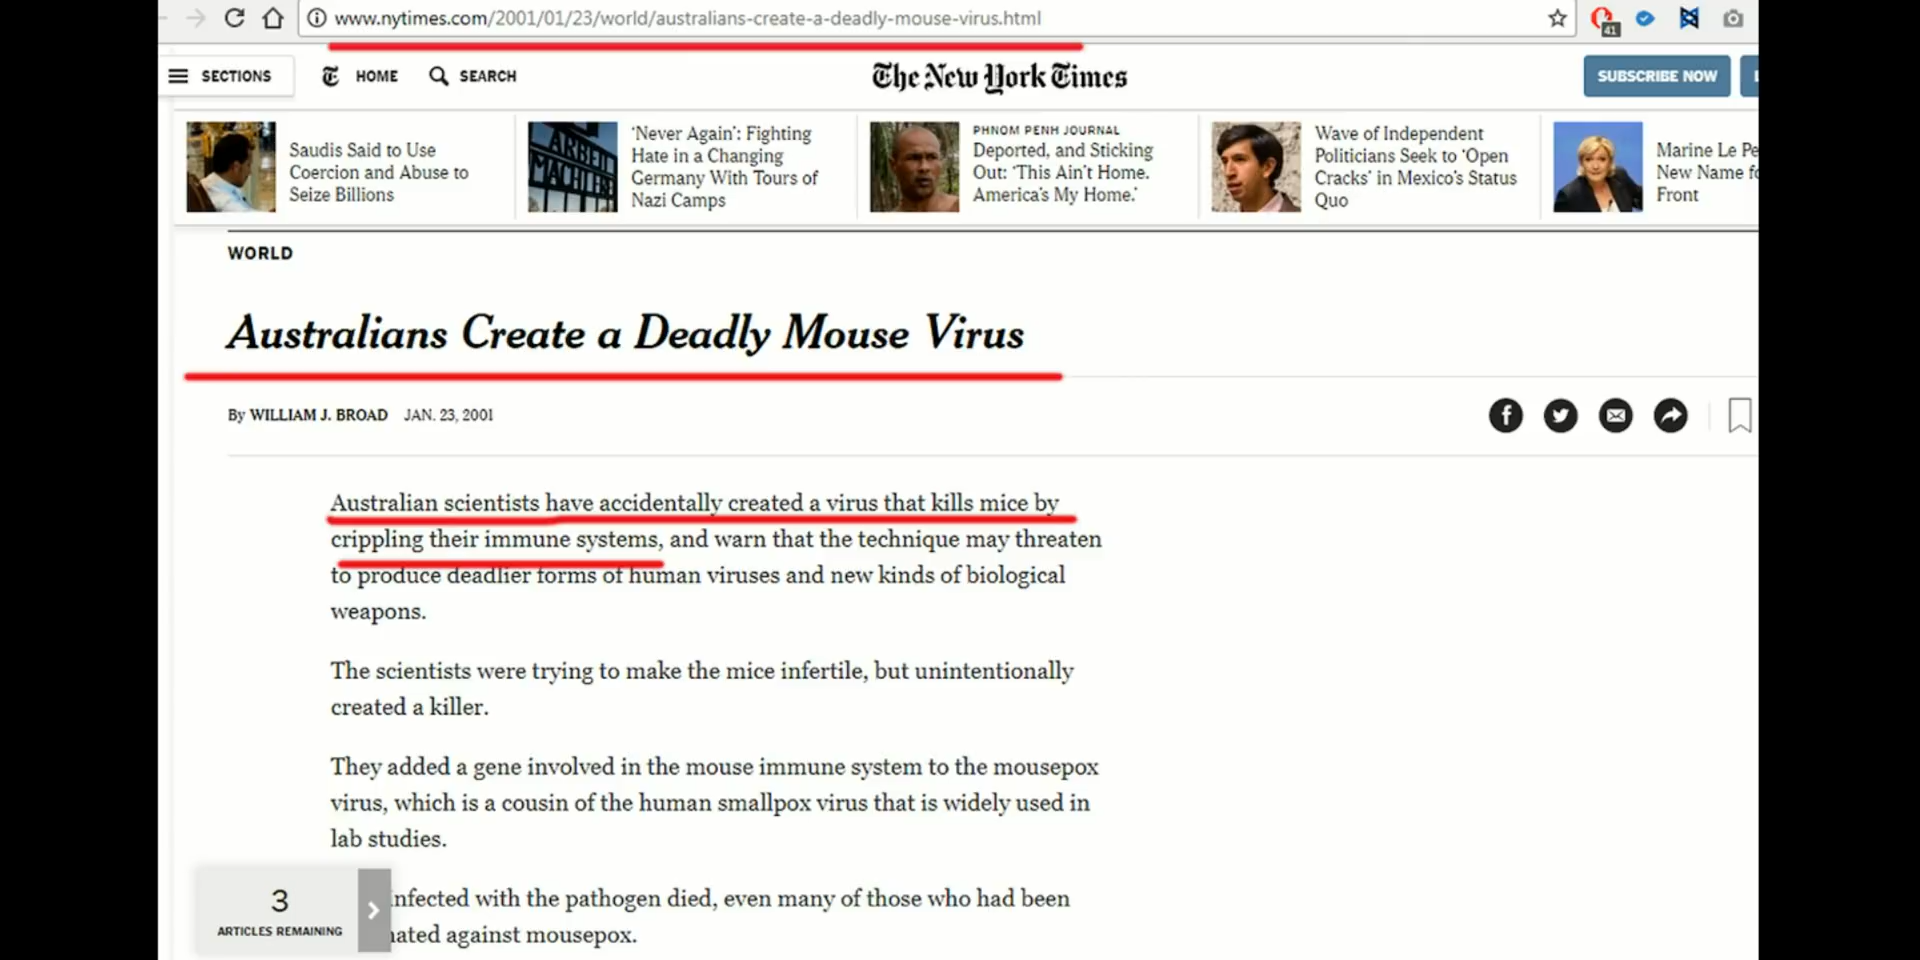 www.nytimes.com/2001/01/23/world/australians-create-a-deadly-mouse-virus.html
41
SECTIONS
HOME
SEARCH
The New York Times
SUBSCRIBE NOW
Saudis Said to Use
Coercion and Abuse to
Seize Billions
ARBEIT
'Never Again': Fighting
Hate in a Changing
Germany With Tours of
Nazi Camps
PHNOM PENH JOURNAL
Deported, and Sticking
Out: 'This Ain't Home.
America's My Home.'
Wave of Independent
Politicians Seek to 'Open
Cracks' in Mexico's Status
Quo
Marine Le Pe
New Name fo
Front
WORLD
Australians Create a Deadly Mouse Virus
By WILLIAM J. BROAD JAN. 23, 2001
Australian scientists have accidentally created a virus that kills mice by
crippling their immune systems, and warn that the technique may threaten
to produce deadlier forms of human viruses and new kinds of biological
weapons.
The scientists were trying to make the mice infertile, but unintentionally
created a killer.
They added a gene involved in the mouse immune system to the mousepox
virus, which is a cousin of the human smallpox virus that is widely used in
lab studies.
infected with the pathogen died, even many of those who had been
nated against mousepox.
3
ARTICLES REMAINING